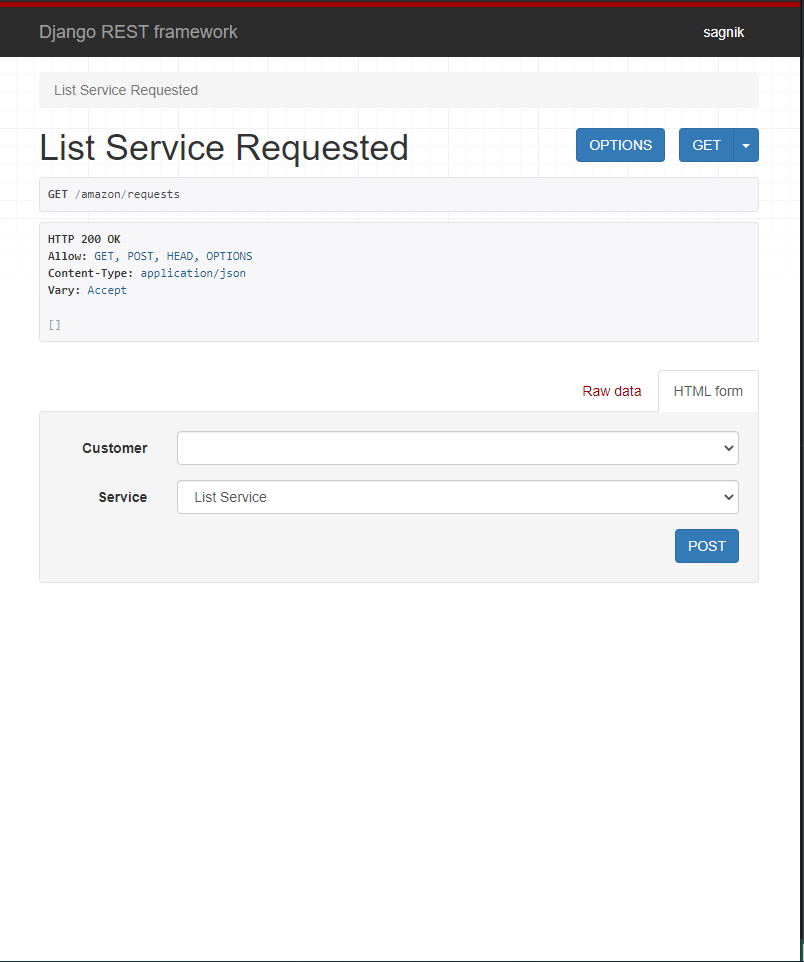 Django REST framework
sagnik
List Service Requested
List Service Requested
OPTIONS
GET
GET /amazon/requests
HTTP 200 OK
Allow: GET, POST, HEAD, OPTIONS
Content-Type: application/json
Vary: Accept
[]
Raw data
HTML form
Customer
Service
List Service
POST